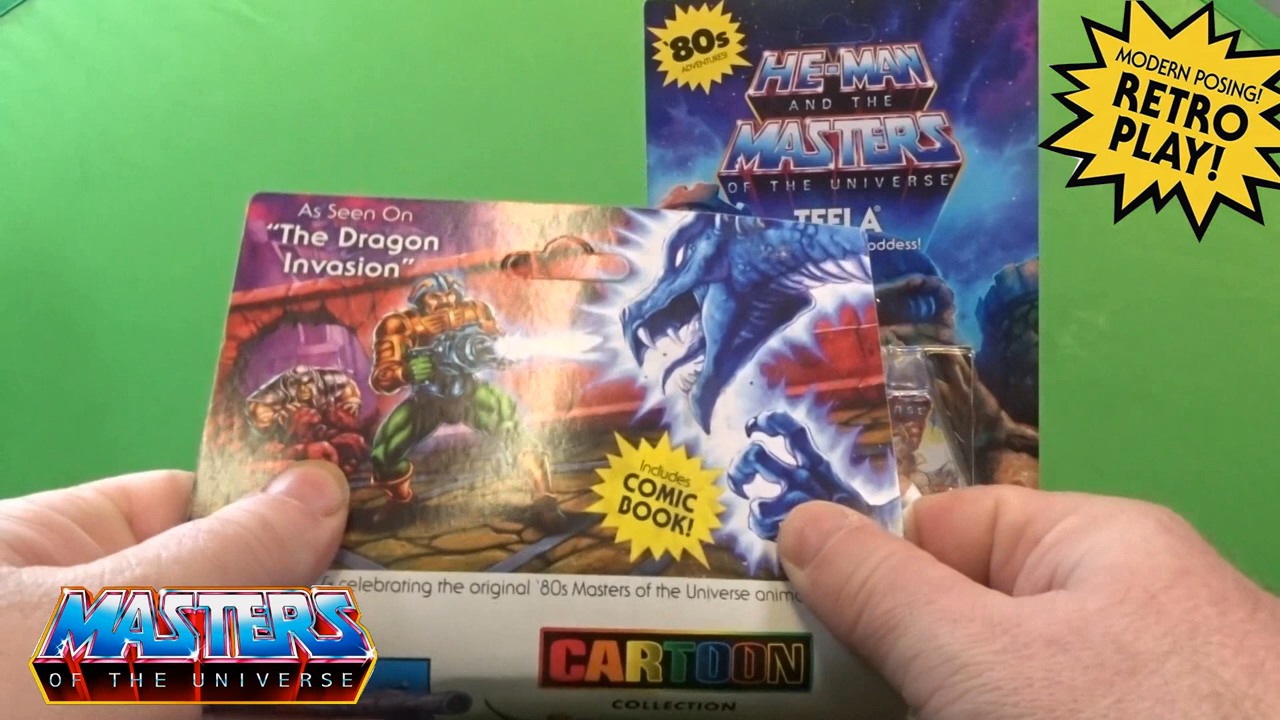 '80s
ADVENTURES!
HE-MAN
AND THE
MASTERS
OF THE UNIVERSE
TEELA
MODERN POSING!
RETRO
PLAY!
As Seen On
"The Dragon
Invasion"
Includes
COMIC
BOOK!
celebrating the original '80s Masters of the Universe
CARTOON
COLLECTION
MASTERS
OF THE UNIVERSE